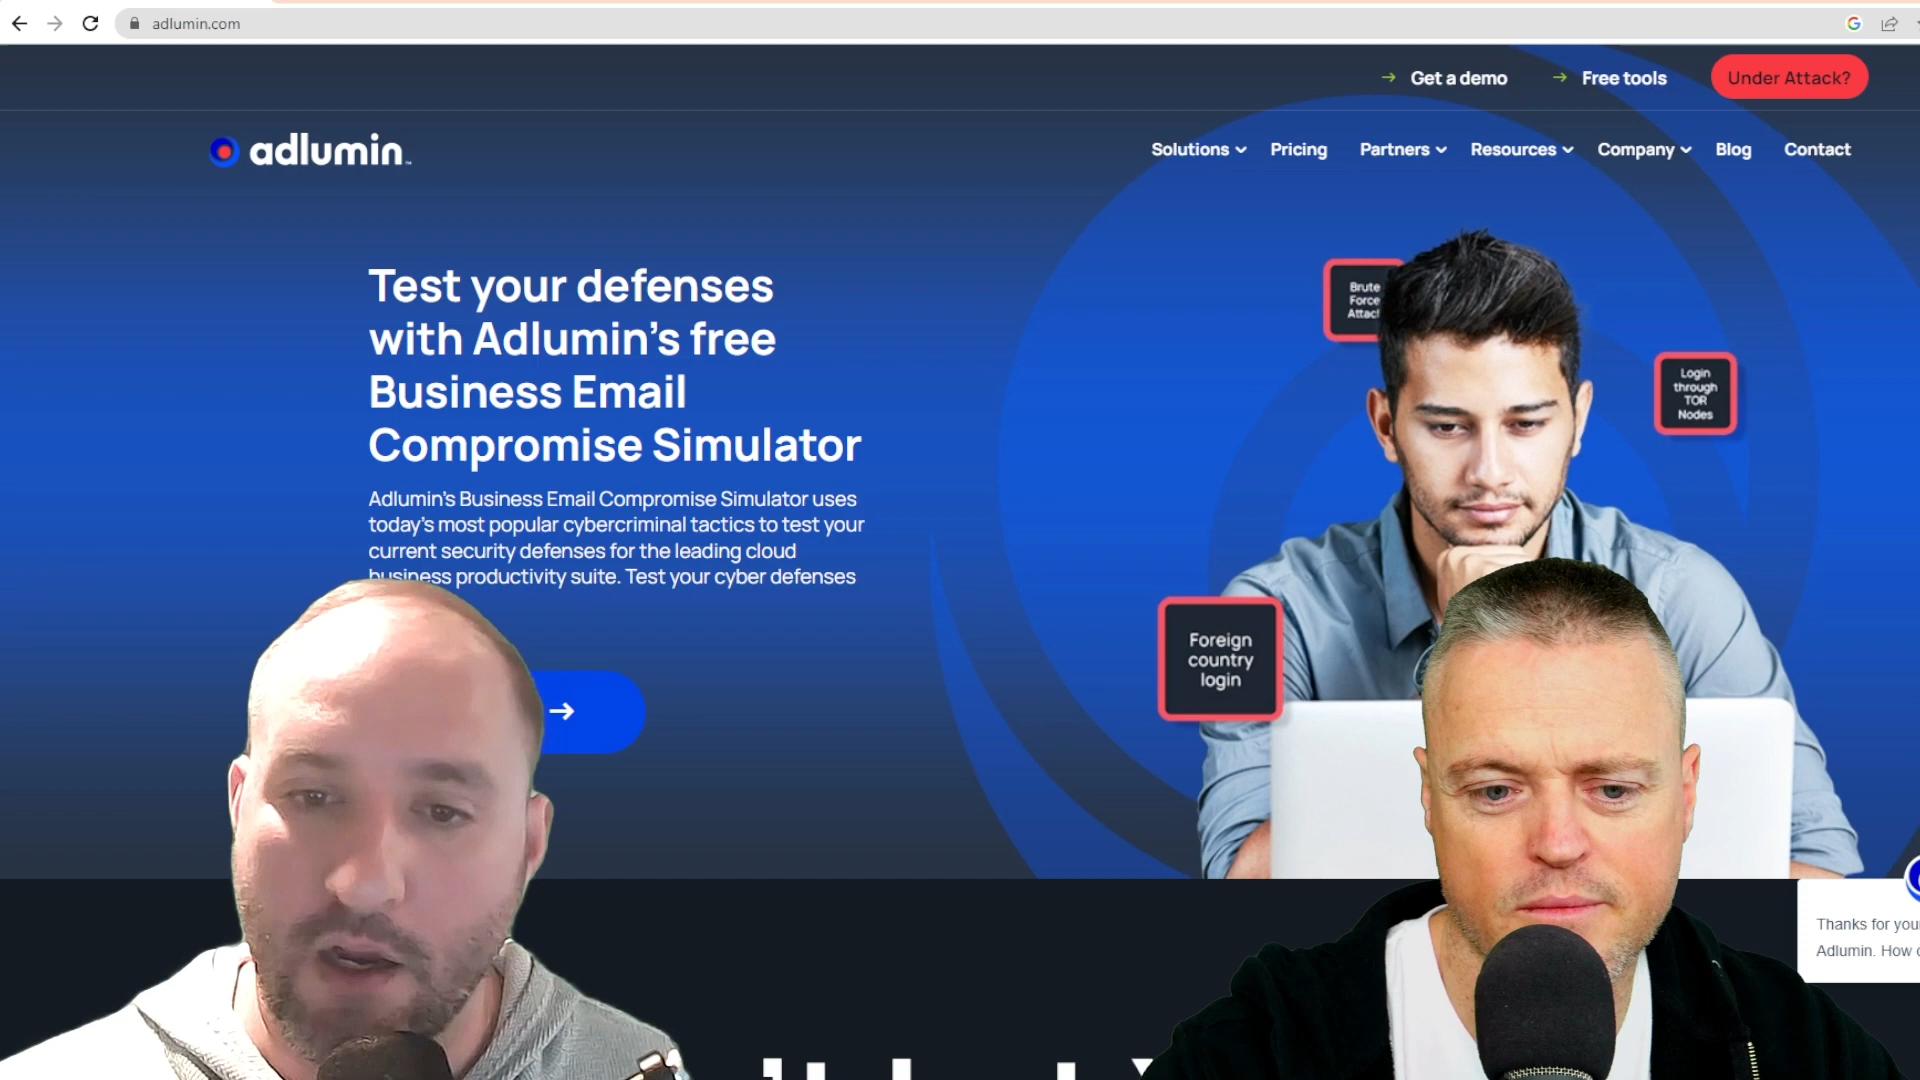 adlumin.com
Get a demo
Free tools
Under Attack?
adlumin
Solutions
Pricing
Partners
Resources
Company
Blog
Contact
Test your defenses
with Adlumin's free
Business Email
Compromise Simulator
Adlumin's Business Email Compromise Simulator uses
today's most popular cybercriminal tactics to test your
current security defenses for the leading cloud
business productivity suite. Test your cyber defenses
Brute
Force
Login
through
TOR
Nodes
Foreign
country
login
Thanks for your
Adlumin. How